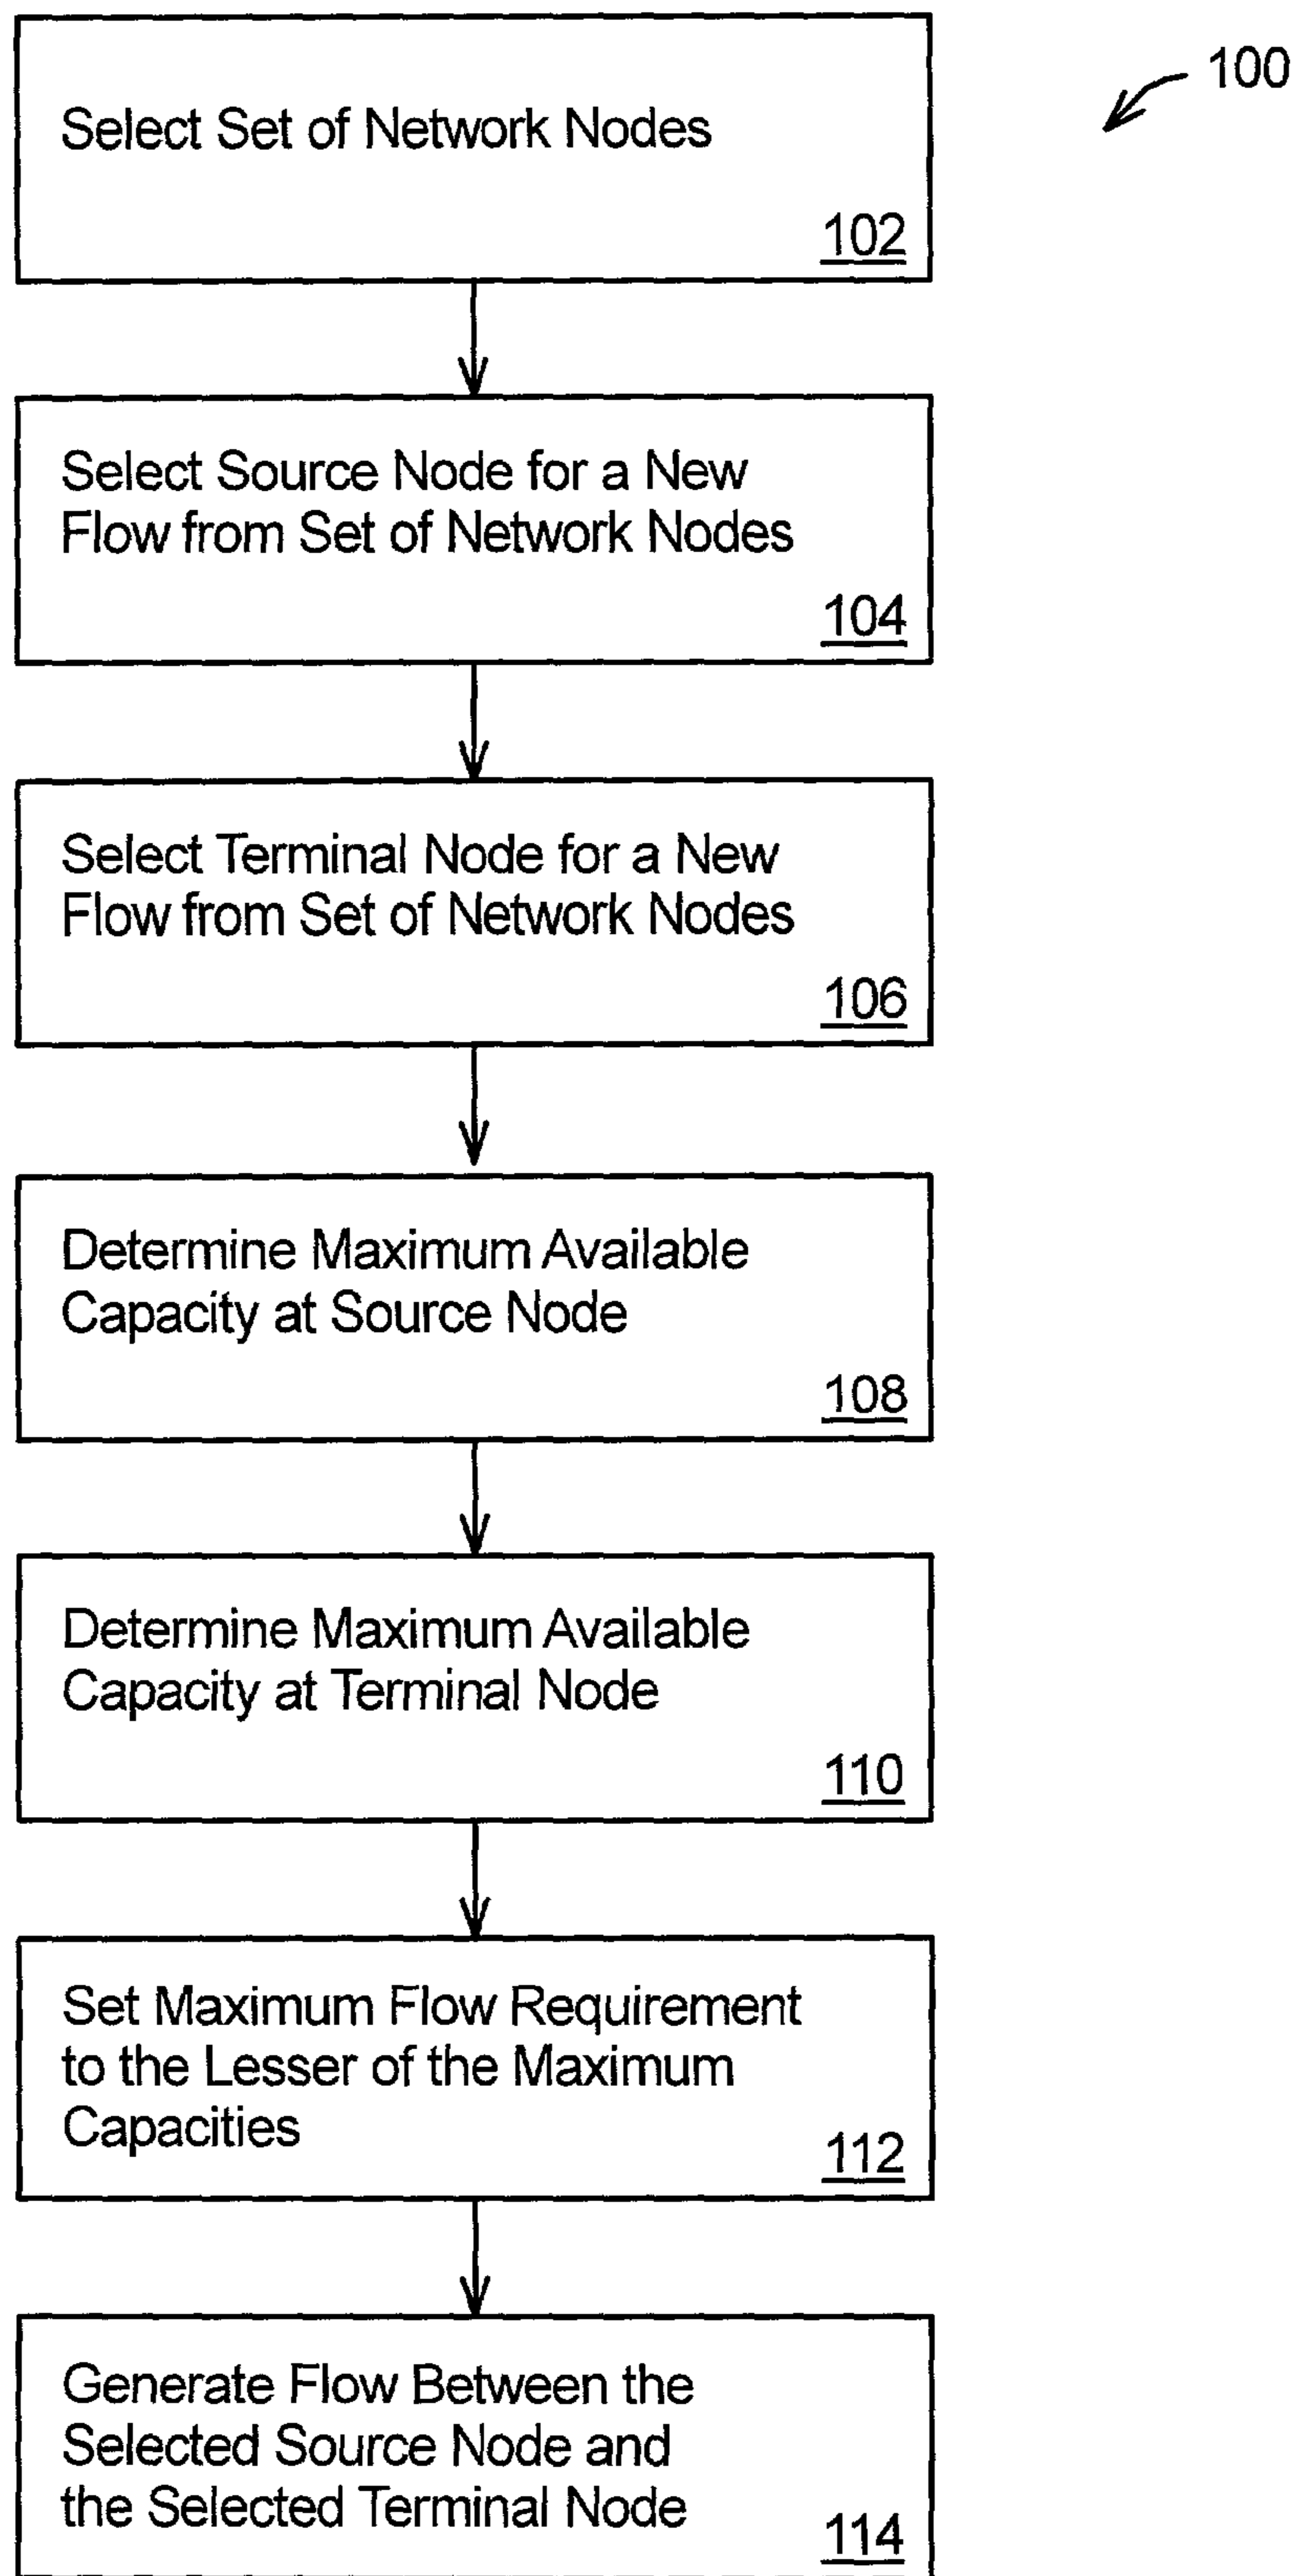 100
Select Set of Network Nodes
102
Select Source Node for a New
Flow from Set of Network Nodes
104
Select Terminal Node for a New
Flow from Set of Network Nodes
106
Determine Maximum Available
Capacity at Source Node
108
Determine Maximum Available
Capacity at Terminal Node
110
Set Maximum Flow Requirement
to the Lesser of the Maximum
Capacities
112
Generate Flow Between the
Selected Source Node and
the Selected Terminal Node
114